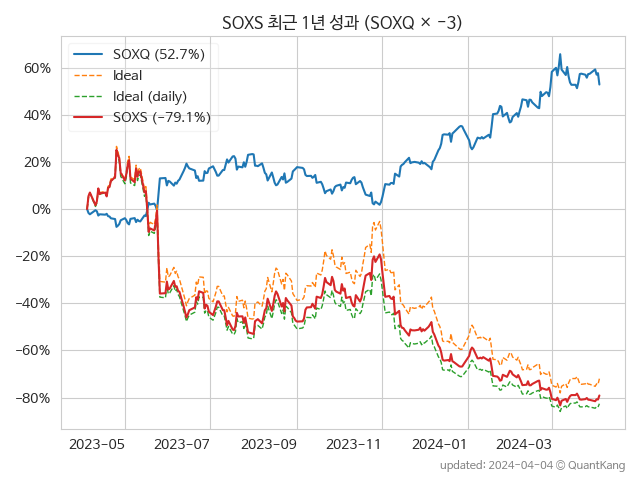 SOXS 최근 1년 성과 (SOXQ × −3)
SOXQ (52.7%)
Ideal
Ideal (daily)
SOXS (−79.1%)
60%
40%
20%
0%
−20%
−40%
−60%
−80%
2023−05
2023−07
2023−09
2023−11
2024−01
2024−03
updated: 2024-04-04 © QuantKang